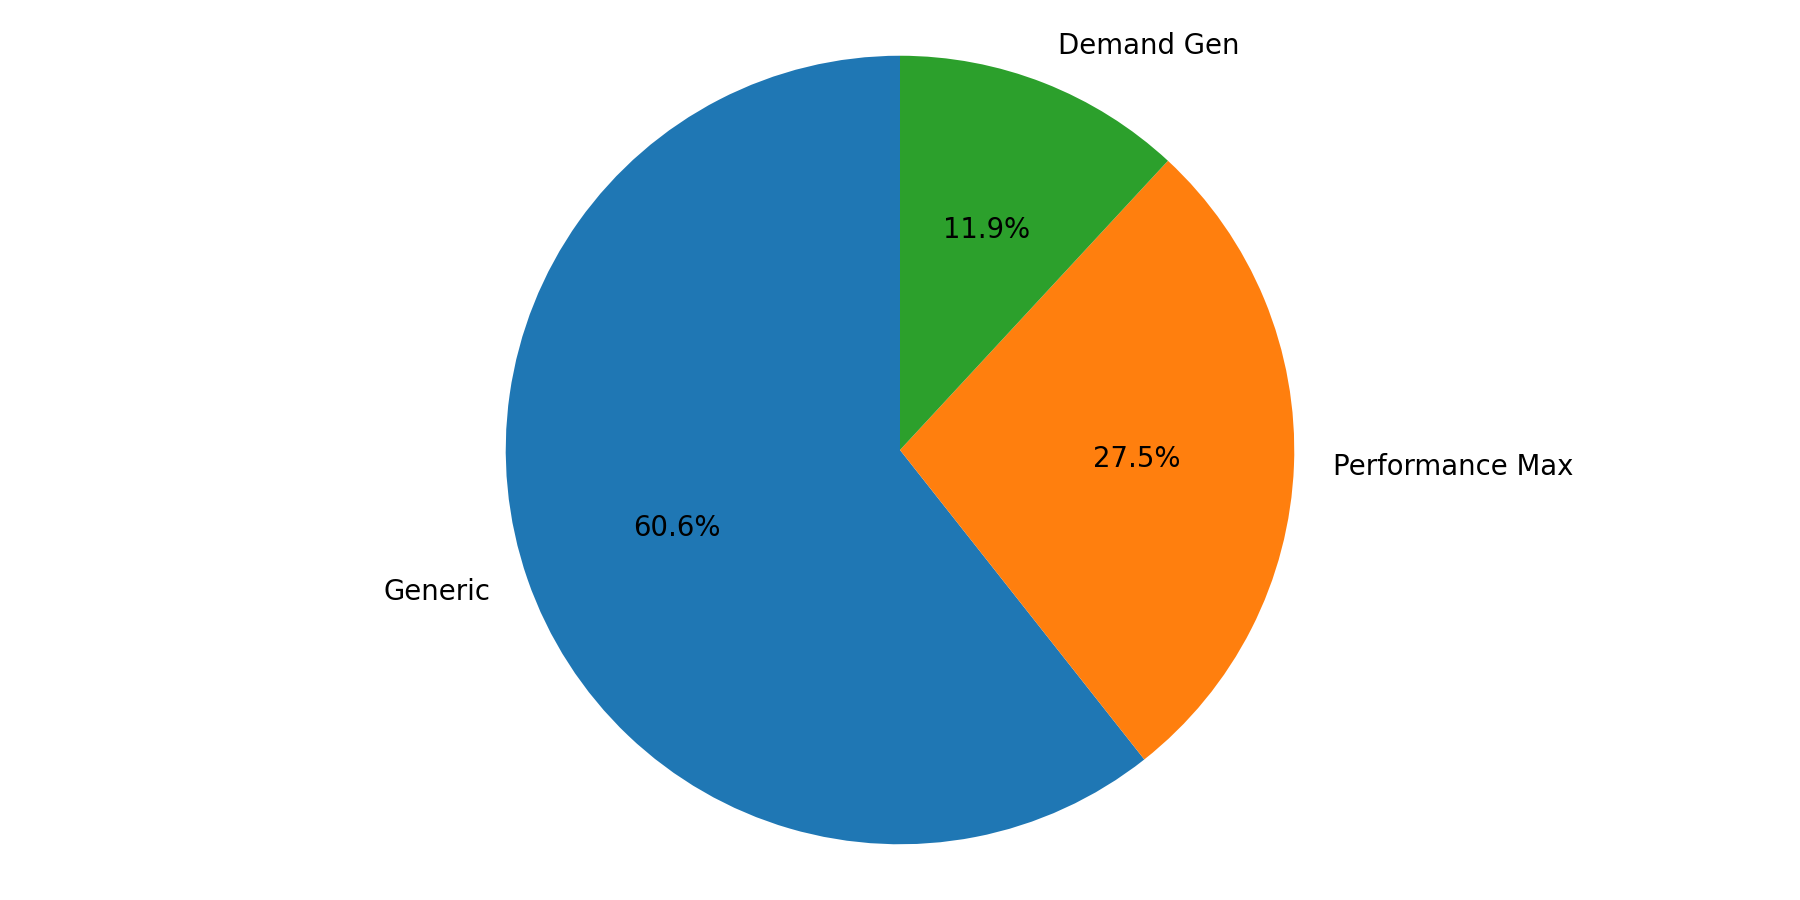 Demand Gen
11.9%
27.5%
Performance Max
60.6%
Generic